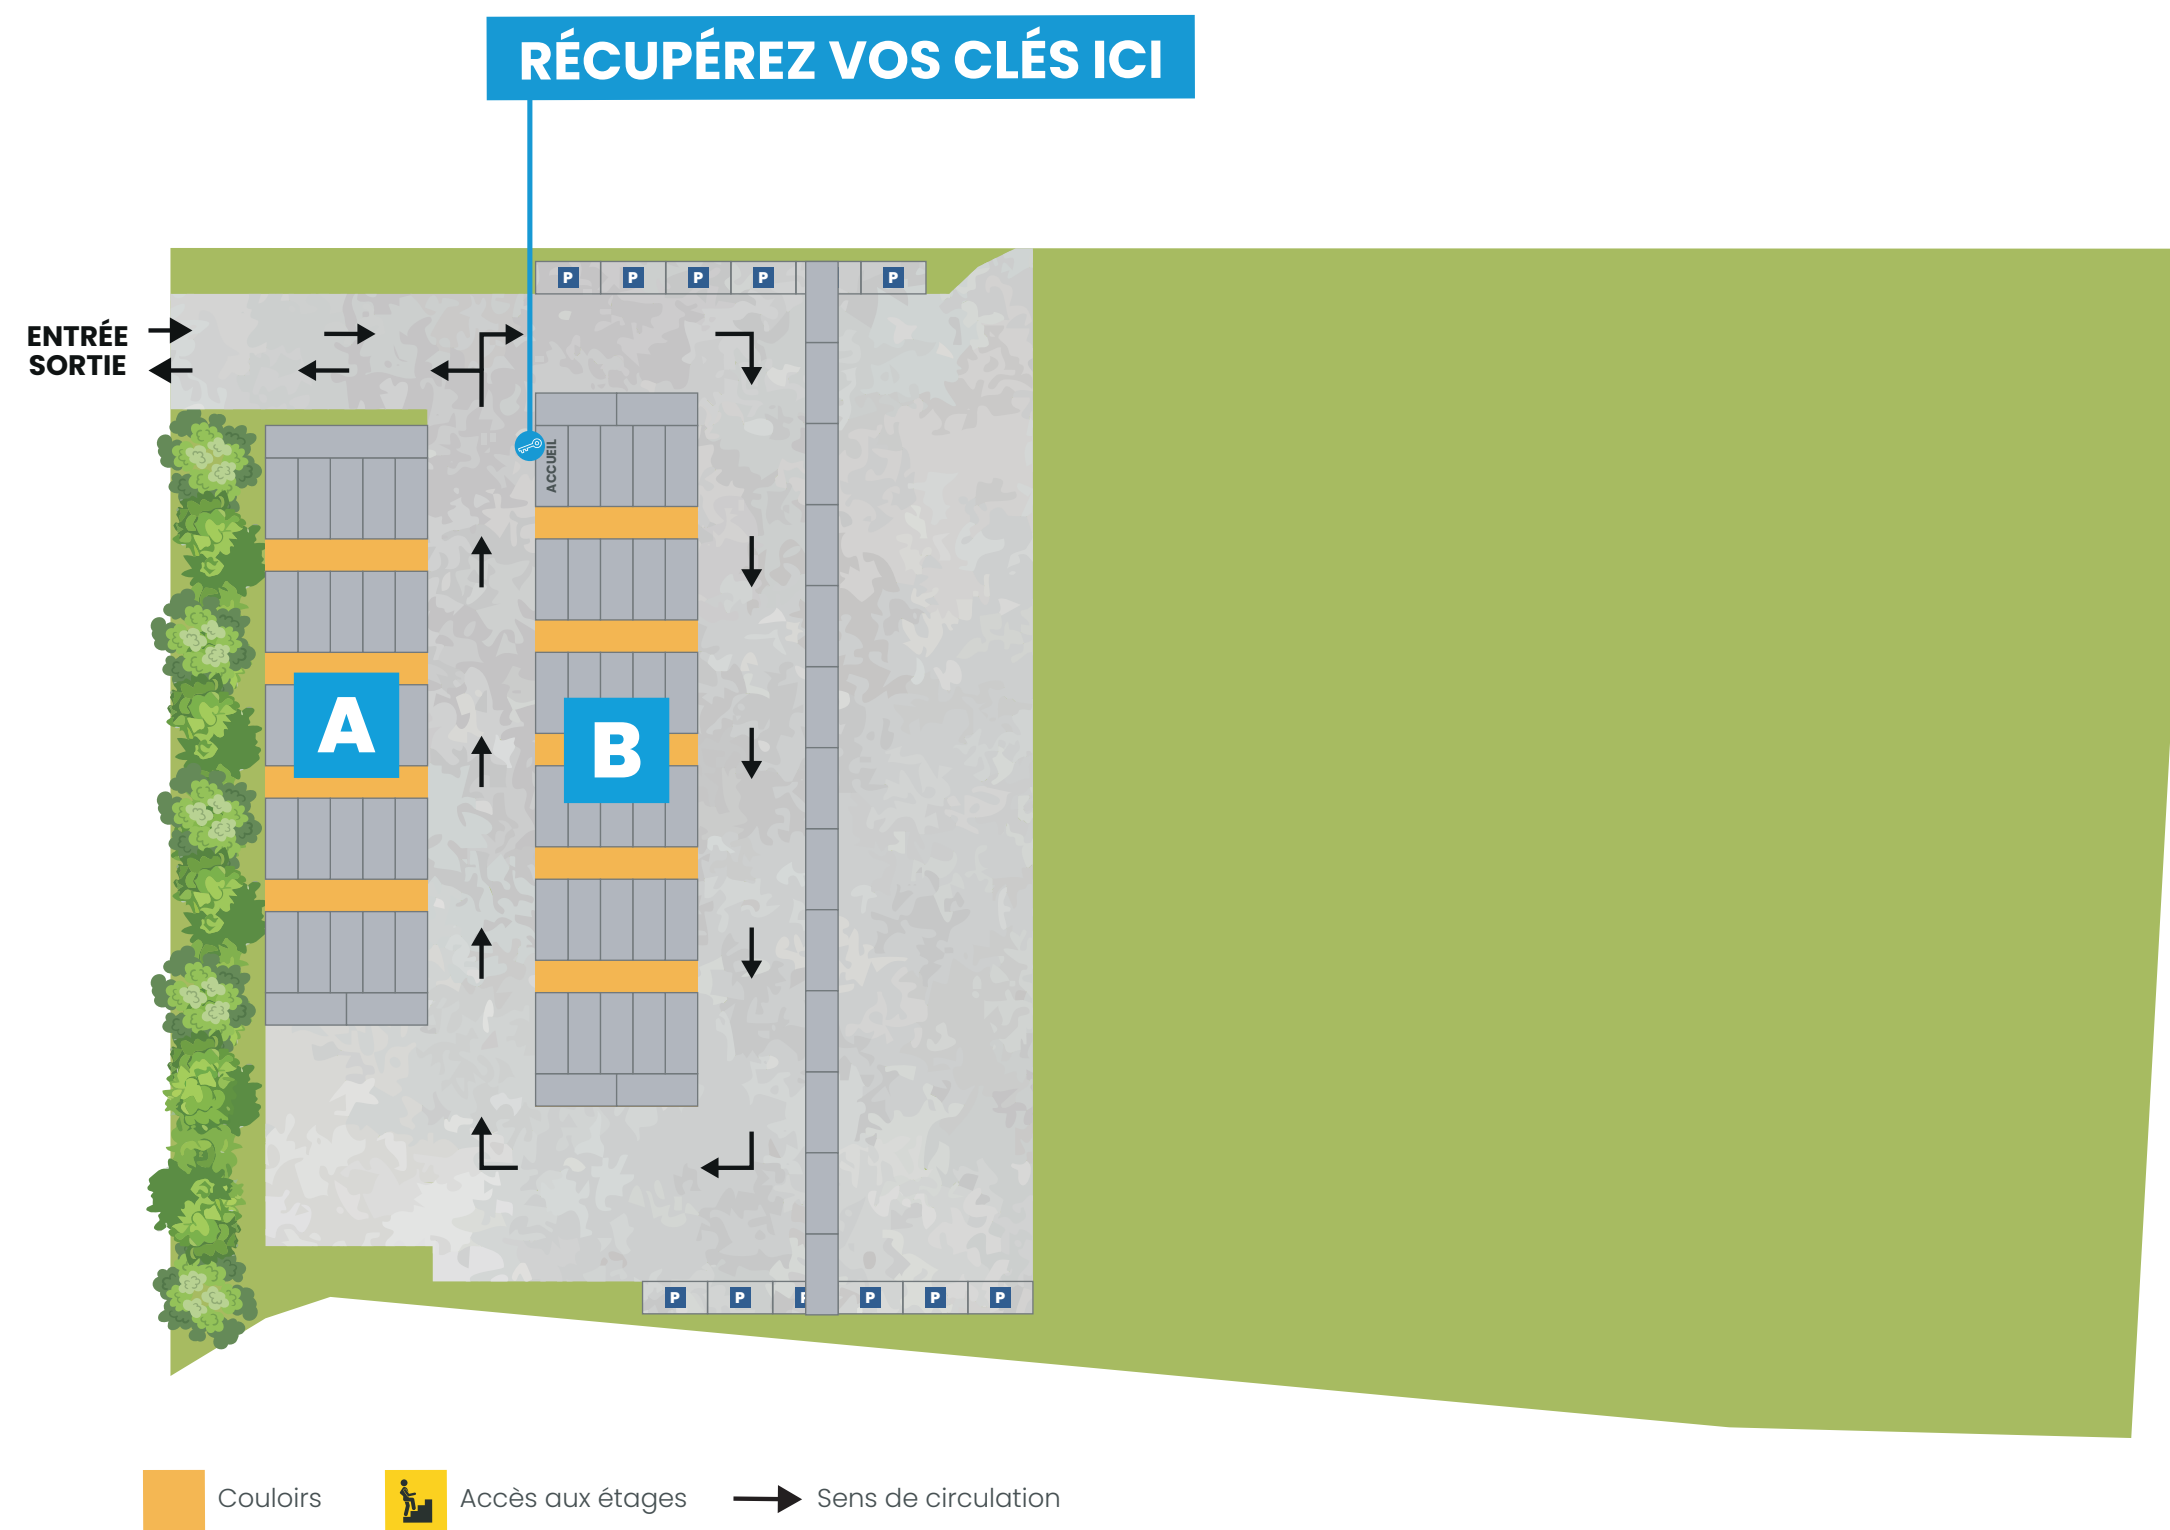 RÉCUPÉREZ VOS CLÉS ICI
P P P P P
ENTRÉE
SORTIE
ACCUEIL
A
B
P P P P P P
Couloirs
Accès aux étages
Sens de circulation